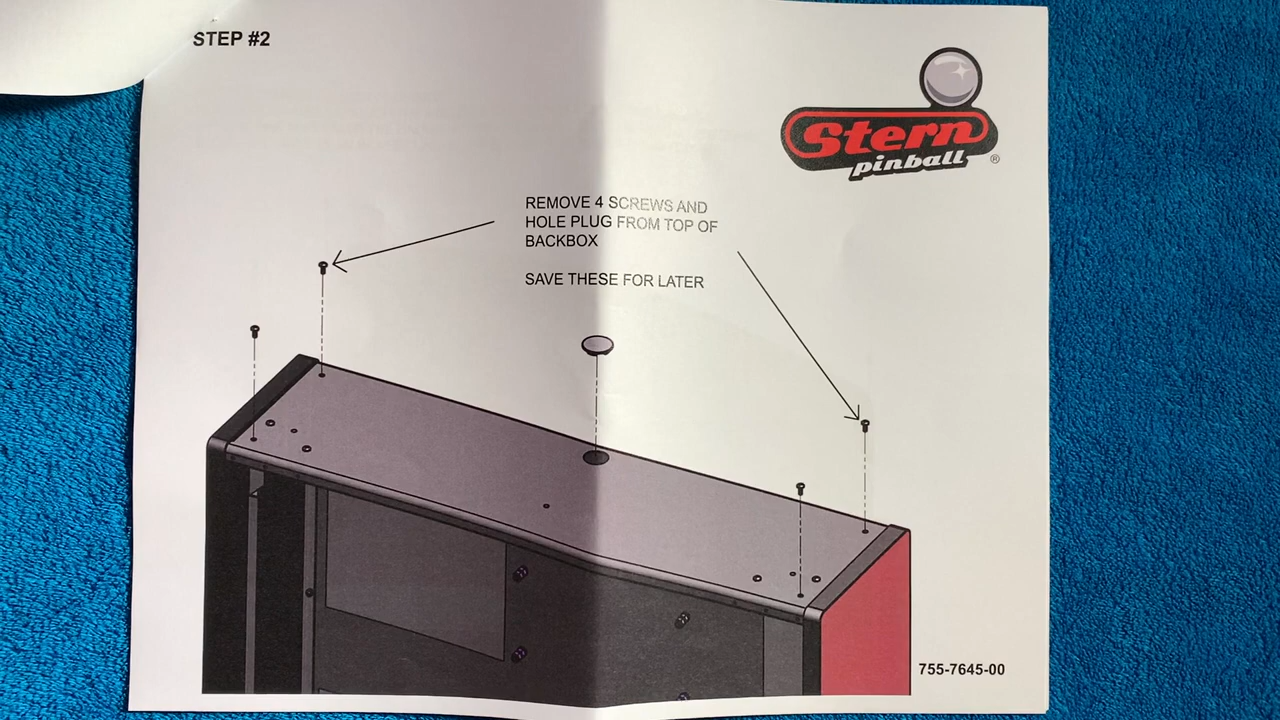 STEP #2
Stern
pinball
®
REMOVE 4 SCREWS AND
HOLE PLUG FROM TOP OF
BACKBOX
SAVE THESE FOR LATER
755-7645-00